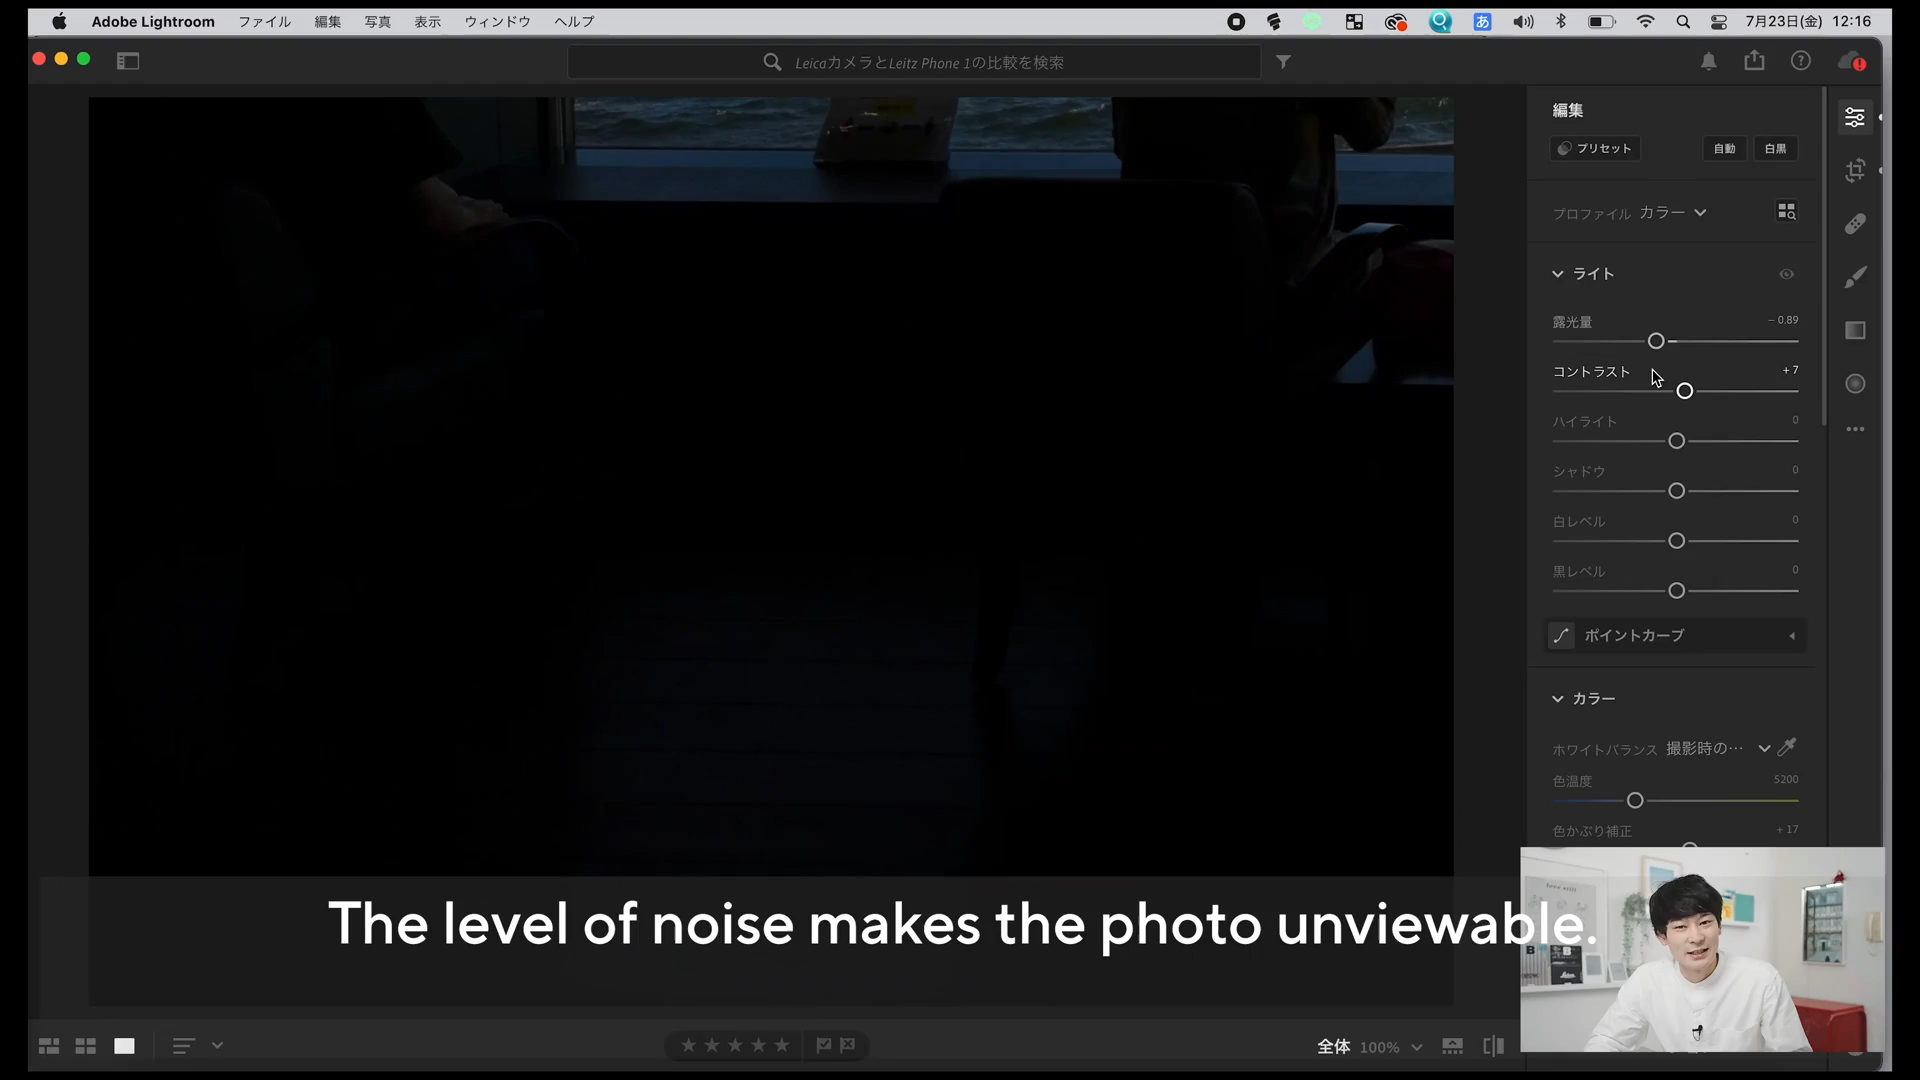 Adobe Lightroom ファイル 編集 写真 表示 ウィンドウ ヘルプ あ 7月23日(金) 12:16
LeicaカメラとLeitz Phone 1の比較を検索
編集
プリセット 自動 白黒
プロファイル カラー
ライト
露光量 − 0.89
コントラスト + 7
ハイライト 0
シャドウ 0
白レベル 0
黒レベル 0
ポイントカーブ
カラー
ホワイトバランス 撮影時の…
色温度 5200
色かぶり補正 + 17
The level of noise makes the photo unviewable.
全体 100%